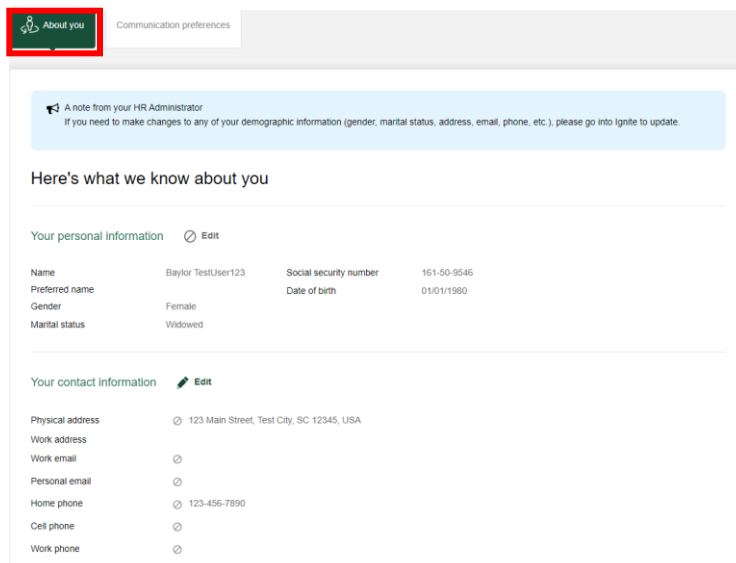 About you Communication preferences
A note from your HR Administrator
If you need to make changes to any of your demographic information (gender, marital status, address, email, phone, etc.), please go into Ignite to update.
Here's what we know about you
Your personal information Edit
Name Baylor TestUser123 Social security number 161-50-9546
Preferred name Date of birth 01/01/1980
Gender Female
Marital status Widowed
Your contact information Edit
Physical address 123 Main Street, Test City, SC 12345, USA
Work address
Work email
Personal email
Home phone 123-456-7890
Cell phone
Work phone